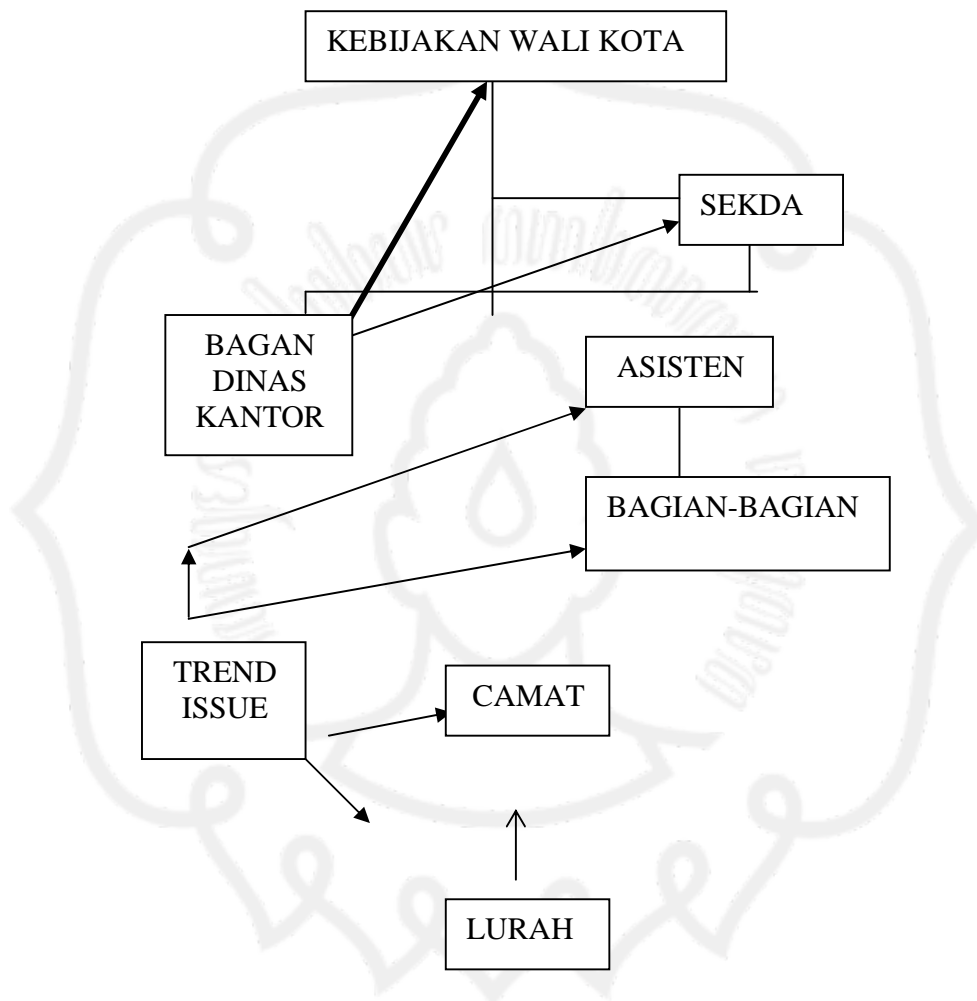 KEBIJAKAN WALI KOTA
SEKDA
BAGAN
DINAS
KANTOR
ASISTEN
BAGIAN-BAGIAN
TREND
ISSUE
CAMAT
LURAH